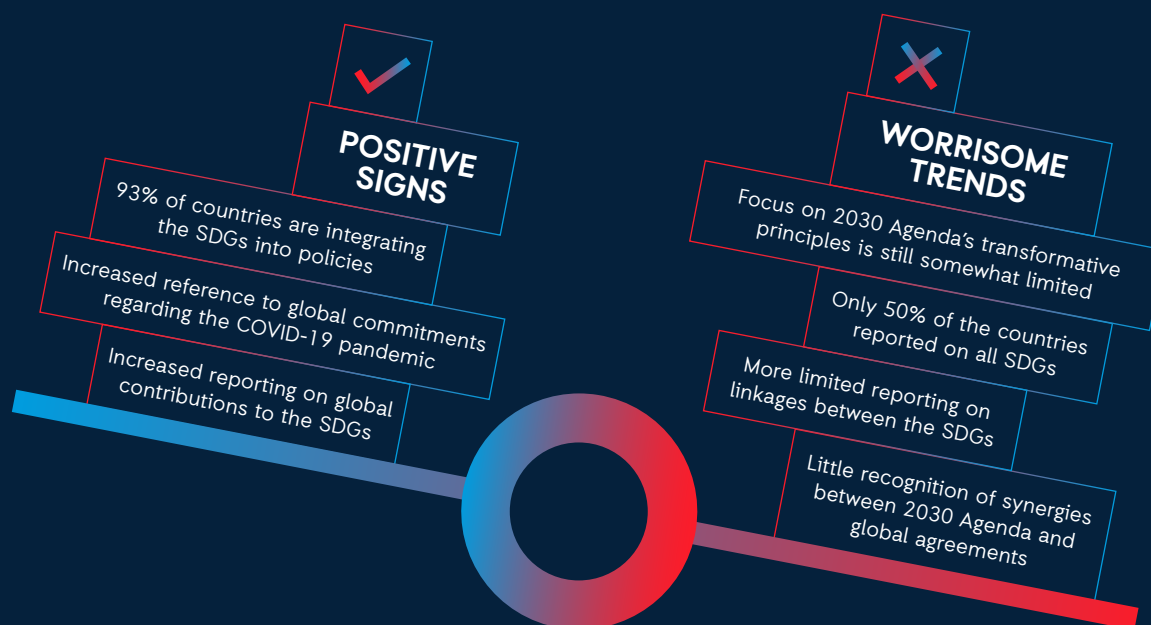 POSITIVE
SIGNS
93% of countries are integrating
the SDGs into policies
Increased reference to global commitments
regarding the COVID-19 pandemic
Increased reporting on global
contributions to the SDGs
WORRISOME
TRENDS
Focus on 2030 Agenda's transformative
principles is still somewhat limited
Only 50% of the countries
reported on all SDGs
More limited reporting on
linkages between the SDGs
Little recognition of synergies
between 2030 Agenda and
global agreements